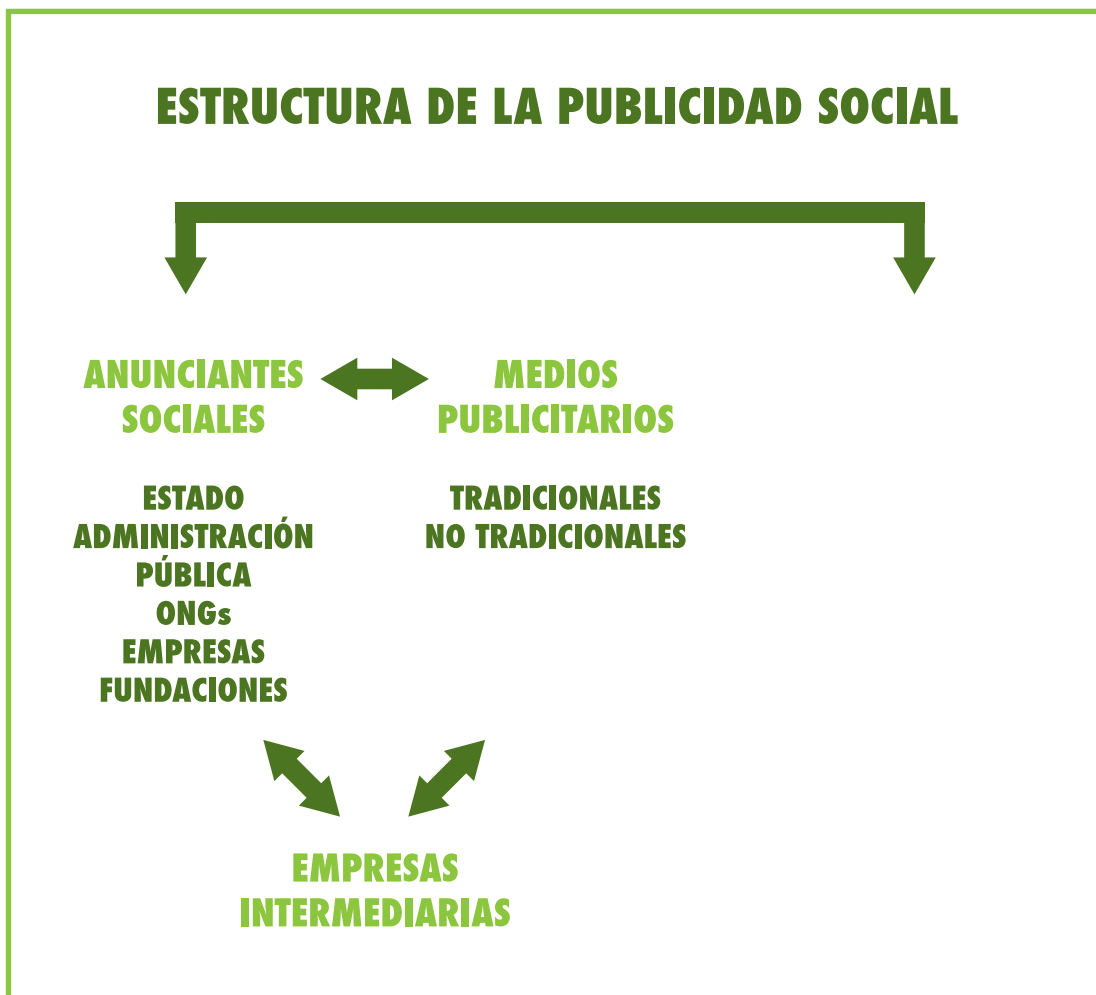 ESTRUCTURA DE LA PUBLICIDAD SOCIAL
ANUNCIANTES
SOCIALES
ESTADO
ADMINISTRACIÓN
PÚBLICA
ONGs
EMPRESAS
FUNDACIONES
MEDIOS
PUBLICITARIOS
TRADICIONALES
NO TRADICIONALES
EMPRESAS
INTERMEDIARIAS